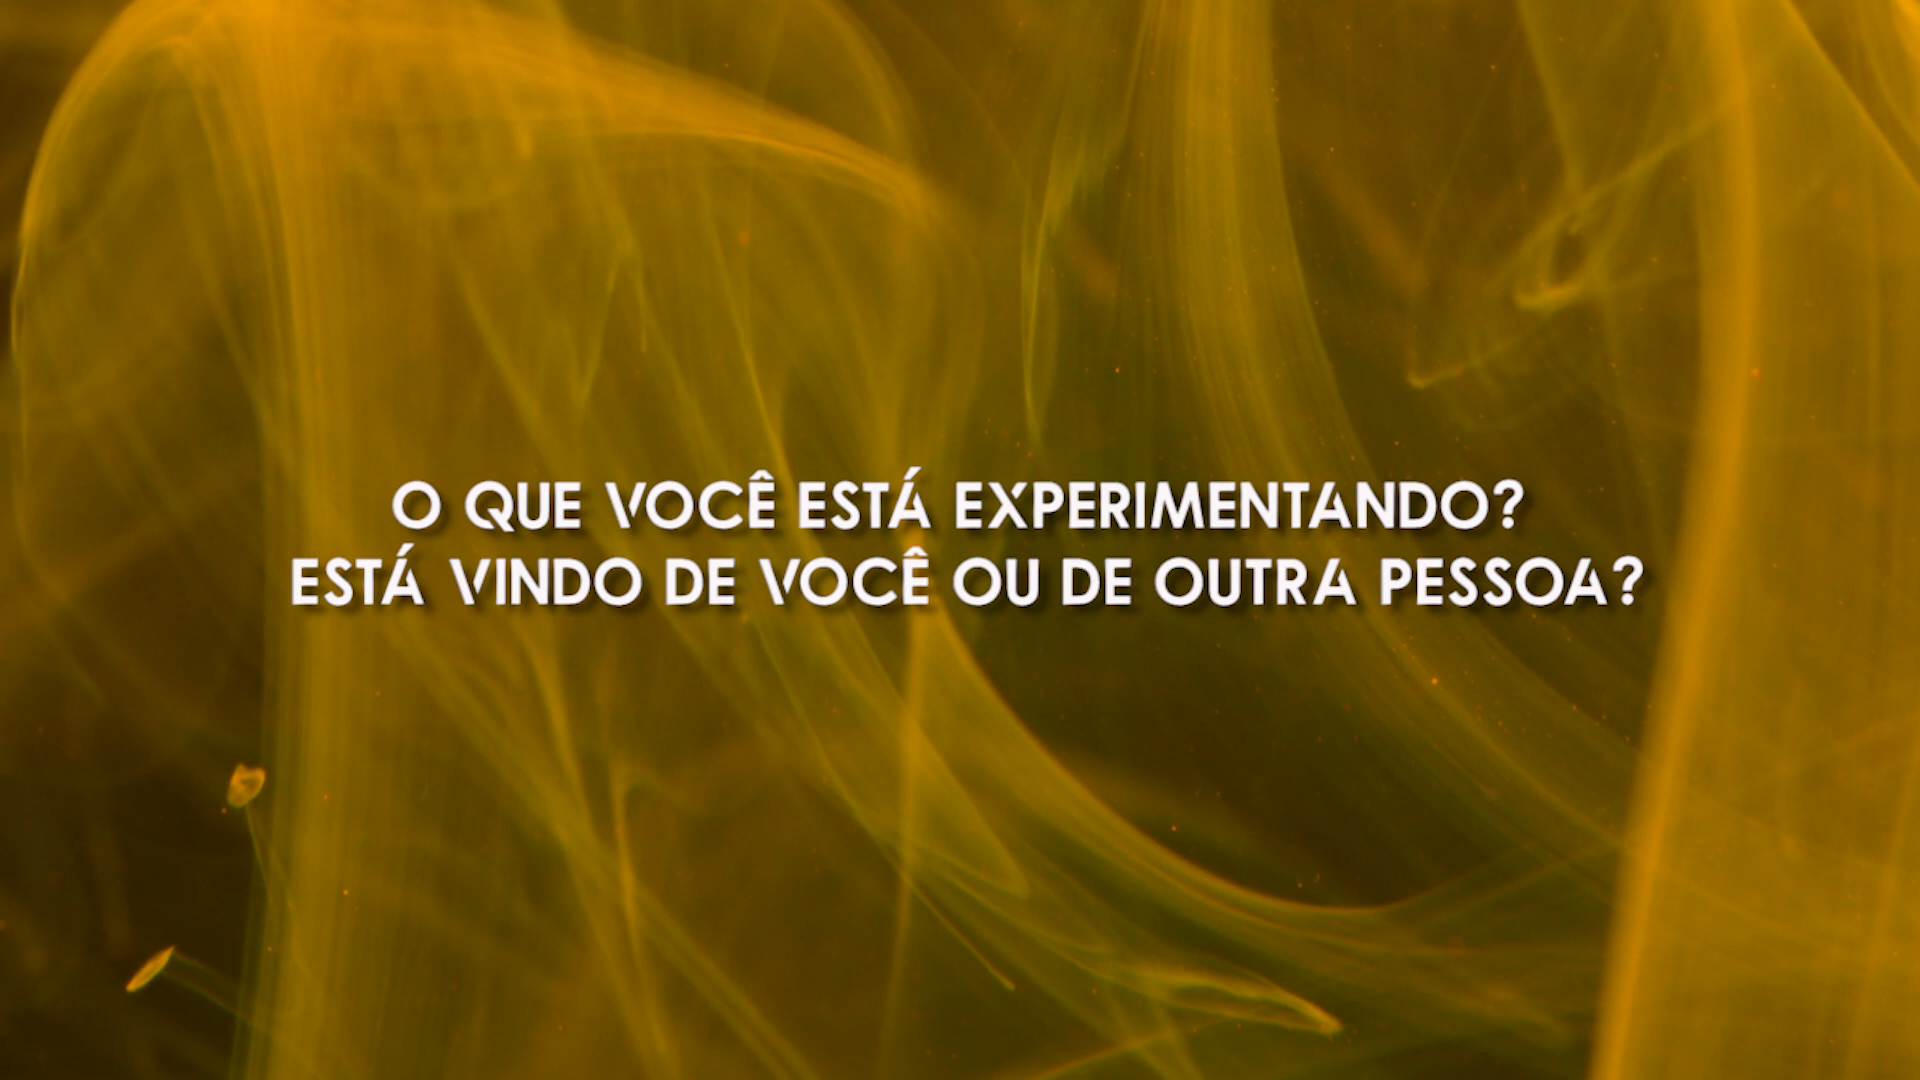 O QUE VOCÊ ESTÁ EXPERIMENTANDO?
ESTÁ VINDO DE VOCÊ OU DE OUTRA PESSOA?